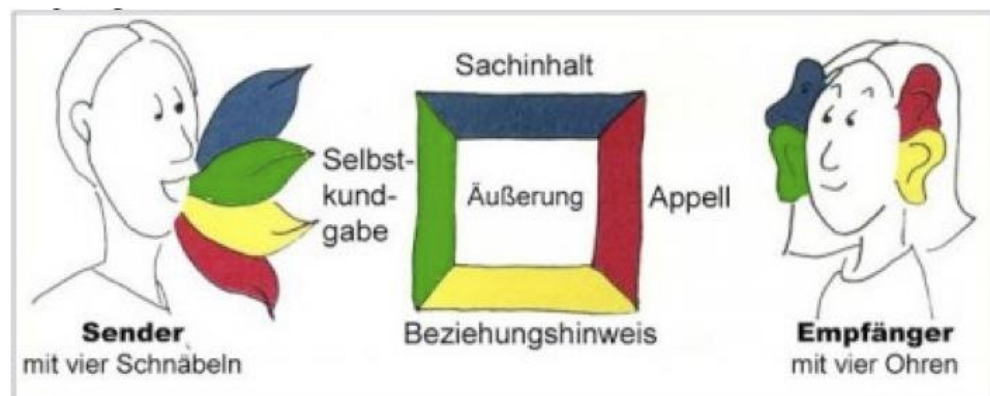 Sachinhalt
Selbst-
kund-
gabe
Äußerung
Appell
Beziehungshinweis
Sender
mit vier Schnäbeln
Empfänger
mit vier Ohren